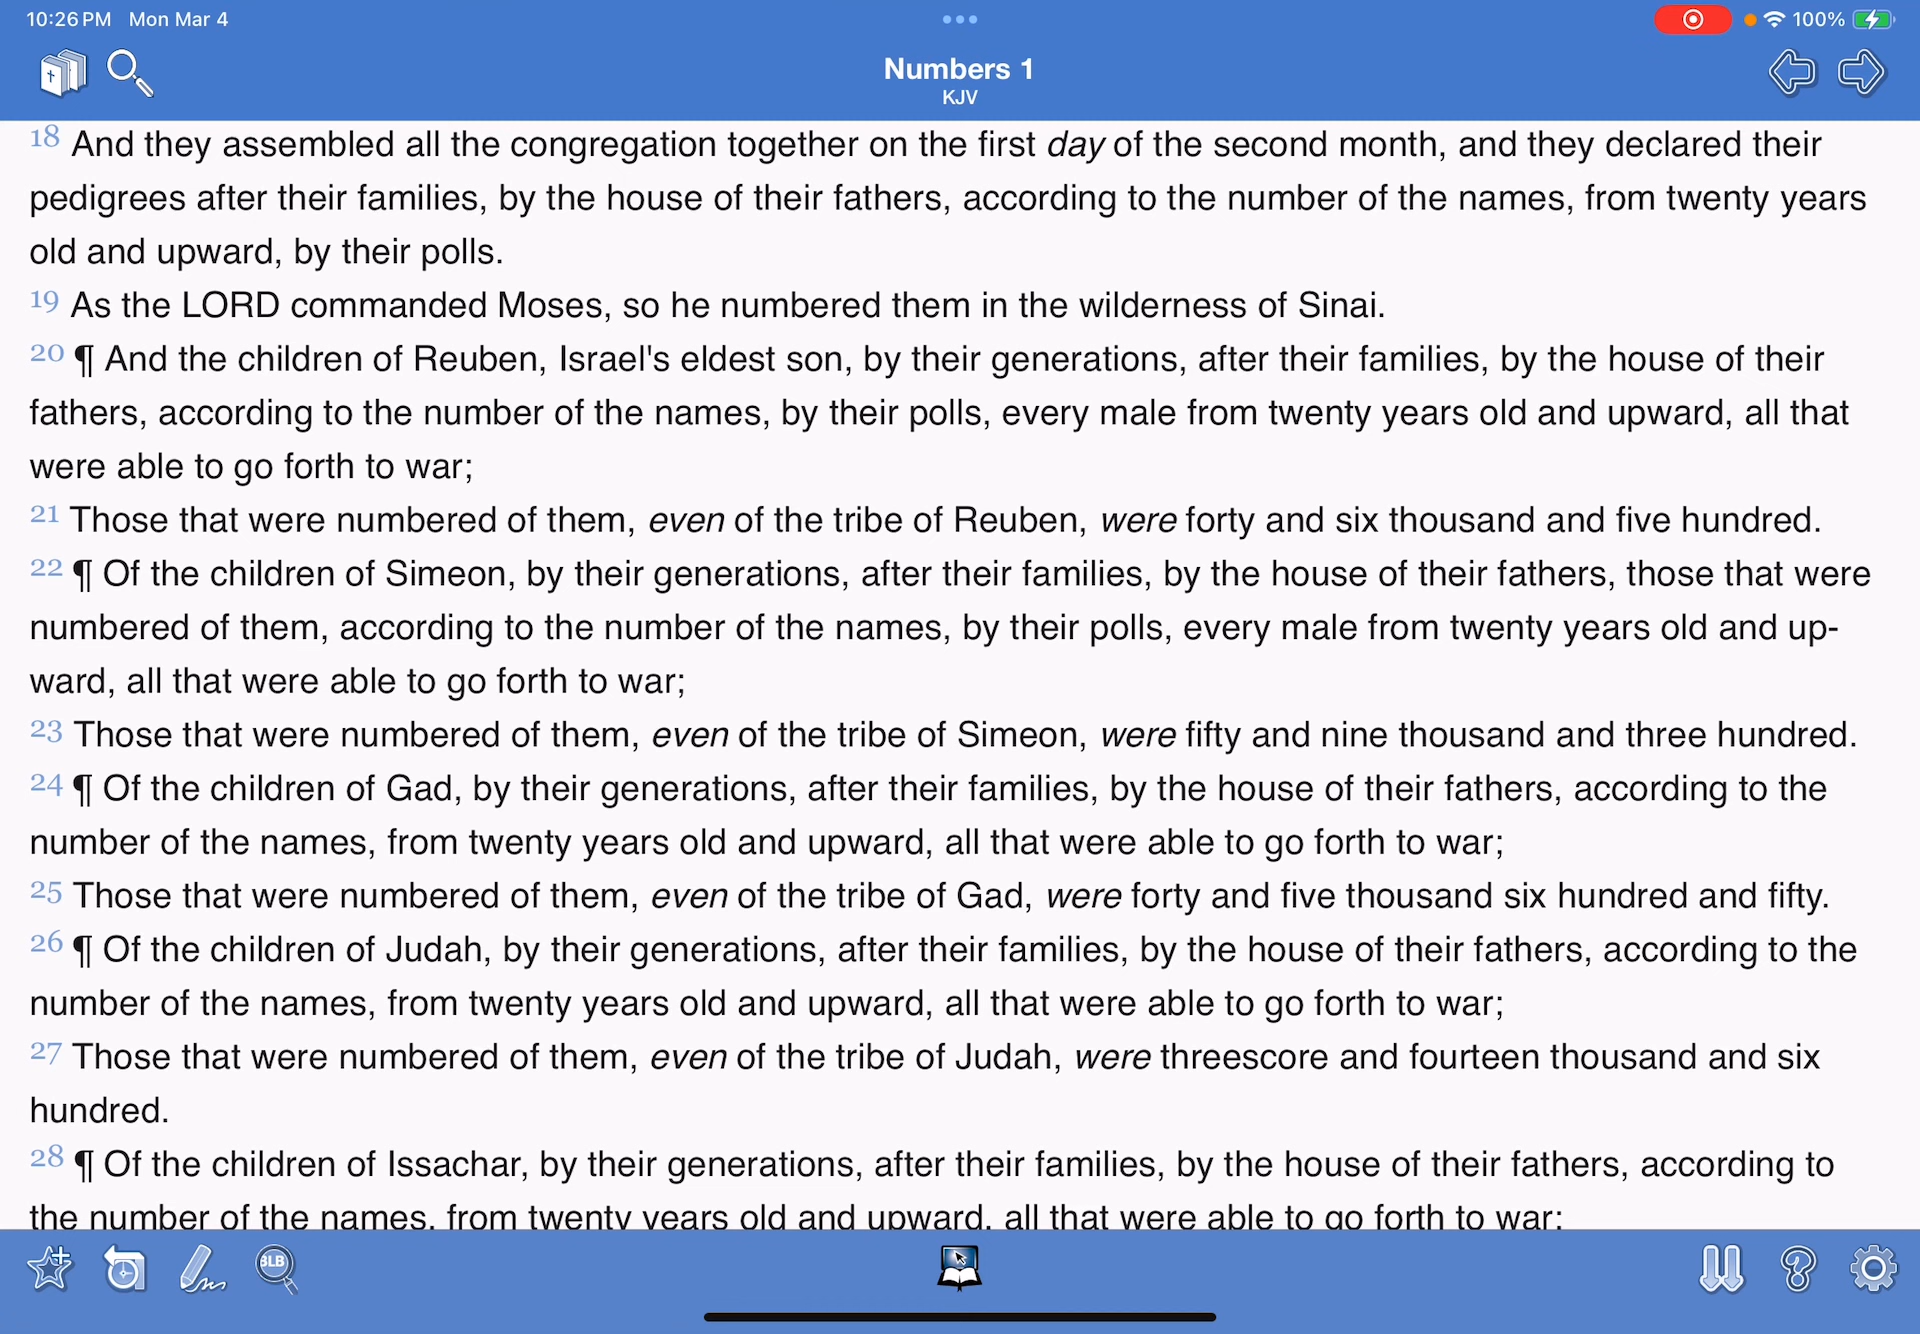 10:26 PM Mon Mar 4
100%
Numbers 1
KJV
18 And they assembled all the congregation together on the first day of the second month, and they declared their
pedigrees after their families, by the house of their fathers, according to the number of the names, from twenty years
old and upward, by their polls.
19 As the LORD commanded Moses, so he numbered them in the wilderness of Sinai.
20 ¶ And the children of Reuben, Israel's eldest son, by their generations, after their families, by the house of their
fathers, according to the number of the names, by their polls, every male from twenty years old and upward, all that
were able to go forth to war;
21 Those that were numbered of them, even of the tribe of Reuben, were forty and six thousand and five hundred.
22 ¶ Of the children of Simeon, by their generations, after their families, by the house of their fathers, those that were
numbered of them, according to the number of the names, by their polls, every male from twenty years old and up-
ward, all that were able to go forth to war;
23 Those that were numbered of them, even of the tribe of Simeon, were fifty and nine thousand and three hundred.
24 ¶ Of the children of Gad, by their generations, after their families, by the house of their fathers, according to the
number of the names, from twenty years old and upward, all that were able to go forth to war;
25 Those that were numbered of them, even of the tribe of Gad, were forty and five thousand six hundred and fifty.
26 ¶ Of the children of Judah, by their generations, after their families, by the house of their fathers, according to the
number of the names, from twenty years old and upward, all that were able to go forth to war;
27 Those that were numbered of them, even of the tribe of Judah, were threescore and fourteen thousand and six
hundred.
28 ¶ Of the children of Issachar, by their generations, after their families, by the house of their fathers, according to
the number of the names, from twenty years old and upward, all that were able to go forth to war;
BLB